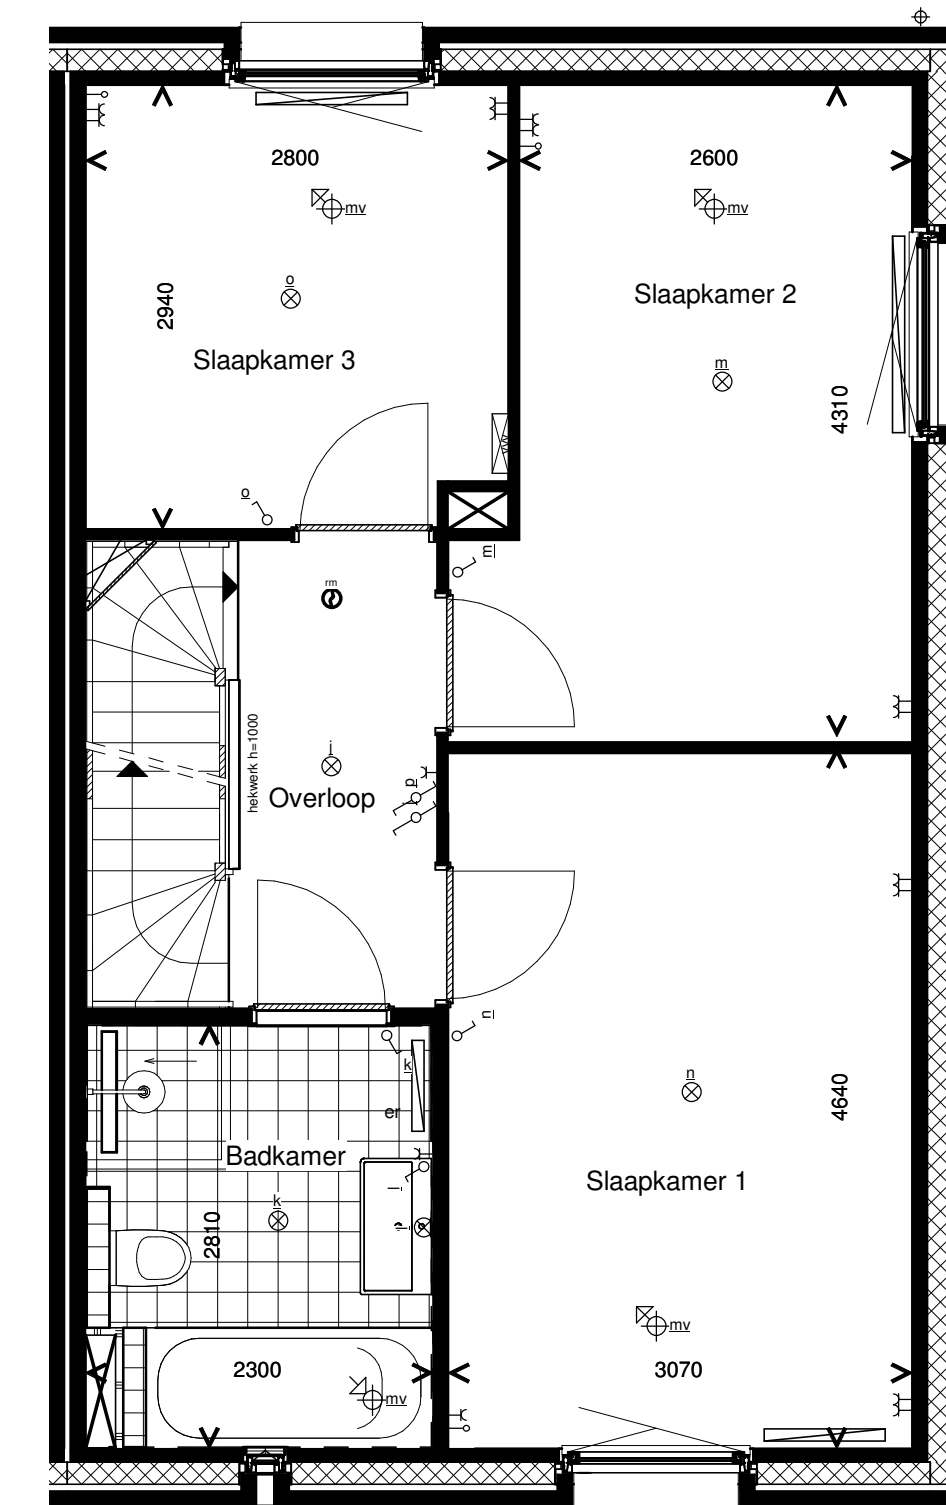 2800
2600
mv
mv
o
2940
Slaapkamer 2
Slaapkamer 3
m
4310
vw
o
m
rm
j
hekwerk h=1000
p
Overloop
j
n
k
n
er
4640
Badkamer
Slaapkamer 1
l
k
2810
mv
2300
3070
mv